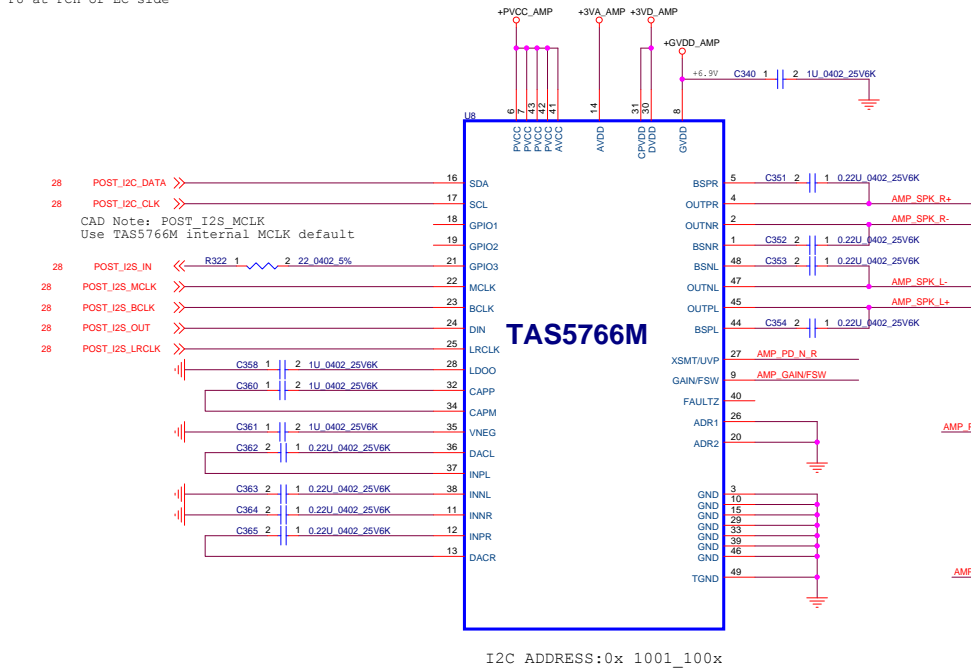 +PVCC_AMP +3VA_AMP +3VD_AMP
+GVDD_AMP
+6.9V C340 1 2 1U_0402_25V6K
U8
6 7 43 42 41 14 31 30 8
PVCC PVCC PVCC PVCC AVCC AVDD CPVDD DVDD GVDD
28 POST_I2C_DATA 16 SDA
28 POST_I2C_CLK 17 SCL
CAD Note: POST_I2S_MCLK
Use TAS5766M internal MCLK default
18 GPIO1
19 GPIO2
28 POST_I2S_IN R322 1 2 22_0402_5% 21 GPIO3
28 POST_I2S_MCLK 22 MCLK
28 POST_I2S_BCLK 23 BCLK
28 POST_I2S_OUT 24 DIN
28 POST_I2S_LRCLK 25 LRCLK
C358 1 2 1U_0402_25V6K 28 LDOO
C360 1 2 1U_0402_25V6K 32 CAPP
34 CAPM
C361 1 2 1U_0402_25V6K 35 VNEG
C362 2 1 0.22U_0402_25V6K 36 DACL
37 INPL
C363 2 1 0.22U_0402_25V6K 38 INNL
C364 2 1 0.22U_0402_25V6K 11 INNR
C365 2 1 0.22U_0402_25V6K 12 INPR
13 DACR
TAS5766M
BSPR 5 C351 2 1 0.22U_0402_25V6K
OUTPR 4 AMP_SPK_R+
OUTNR 2 AMP_SPK_R-
BSNR 1 C352 2 1 0.22U_0402_25V6K
BSNL 48 C353 2 1 0.22U_0402_25V6K
OUTNL 47 AMP_SPK_L-
OUTPL 45 AMP_SPK_L+
BSPL 44 C354 2 1 0.22U_0402_25V6K
XSMT/UVP 27 AMP_PD_N_R
GAIN/FSW 9 AMP_GAIN/FSW
FAULTZ 40
ADR1 26
ADR2 20
GND 3
GND 10
GND 15
GND 29
GND 33
GND 39
GND 46
TGND 49
I2C ADDRESS:0x 1001_100x